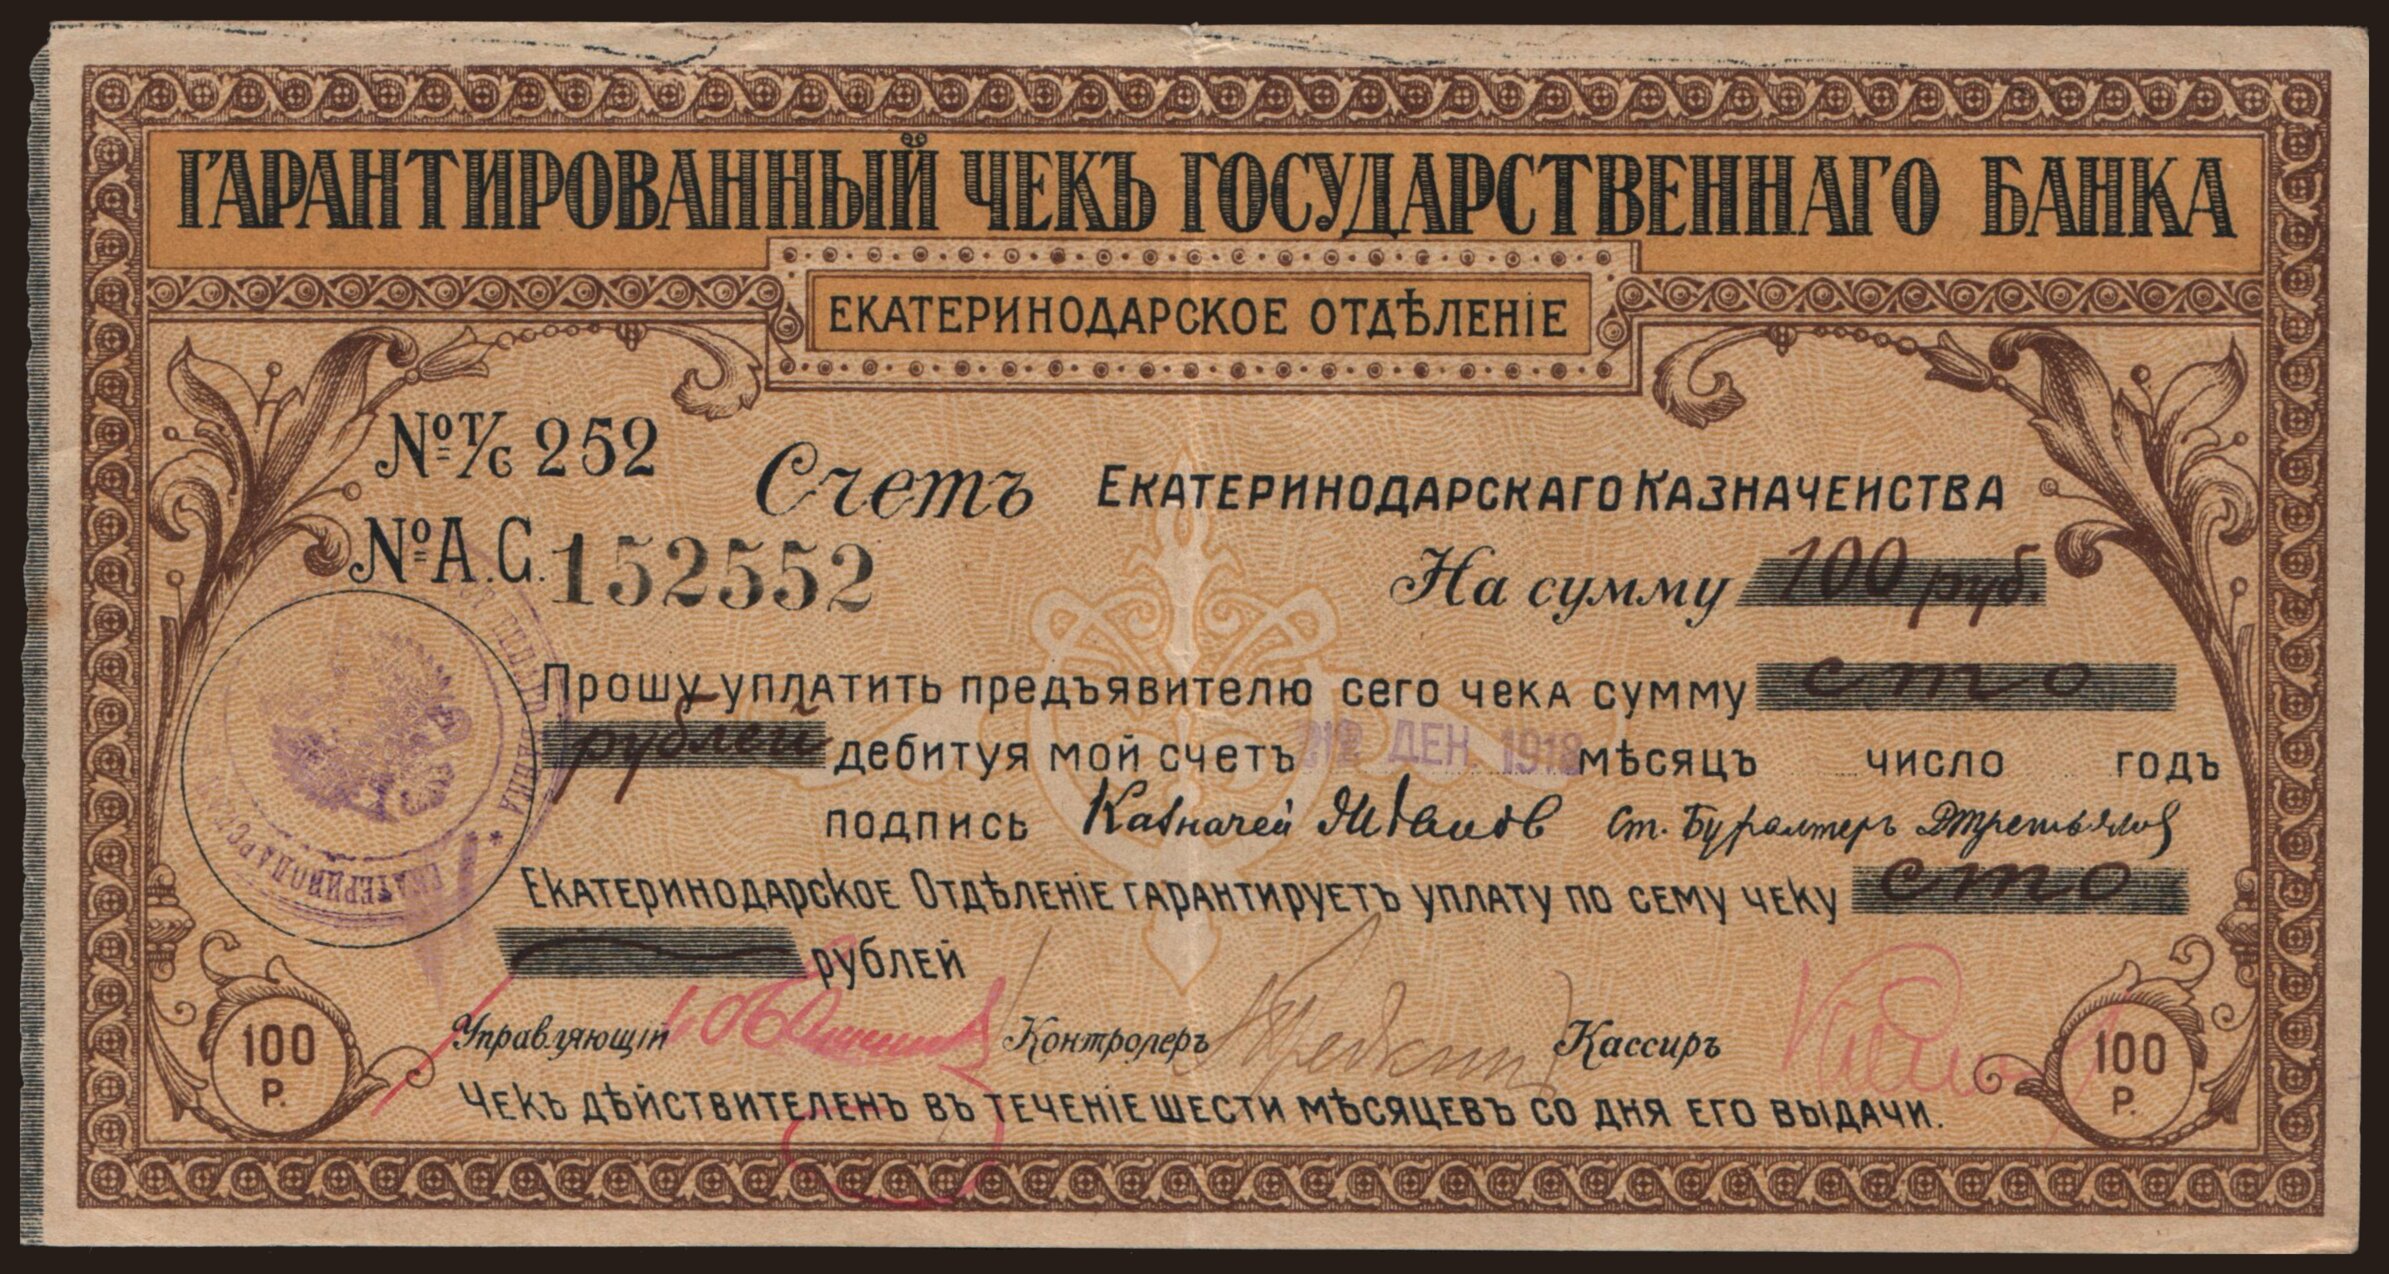 ГАРАНТИРОВАННЫЙ ЧЕКЪ ГОСУДАРСТВЕННАГО БАНКА
ЕКАТЕРИНОДАРСКОЕ ОТДѢЛЕНІЕ
№ Т/С 252
Счетъ ЕКАТЕРИНОДАРСКАГО КАЗНАЧЕИСТВА
№ А.С. 152552
На сумму 100 руб.
Прошу уплатить предъявителю сего чека сумму сто
рублей дебитуя мой счетъ ДЕН. 1918 мѣсяцъ число годъ
подпись Казначей Иванов Ст. Бухгалтеръ
ЕКАТЕРИНОДАРСКОЕ ОТДѢЛЕНІЕ ГАРАНТИРУЕТЪ УПЛАТУ ПО СЕМУ ЧЕКУ сто
рублей
Управляющій Контролеръ Кассиръ
100 Р.
100 Р.
ЧЕКЪ ДѢЙСТВИТЕЛЕНЪ ВЪ ТЕЧЕНІЕ ШЕСТИ МѢСЯЦЕВЪ СО ДНЯ ЕГО ВЫДАЧИ.